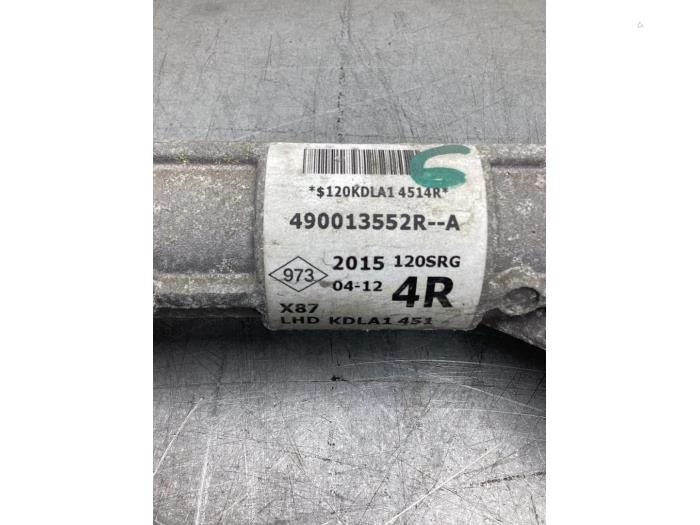 *$120KDLA1 4514R*
490013552R--A
973 2015 120SRG
04-12 4R
X87
LHD KDLA1 451